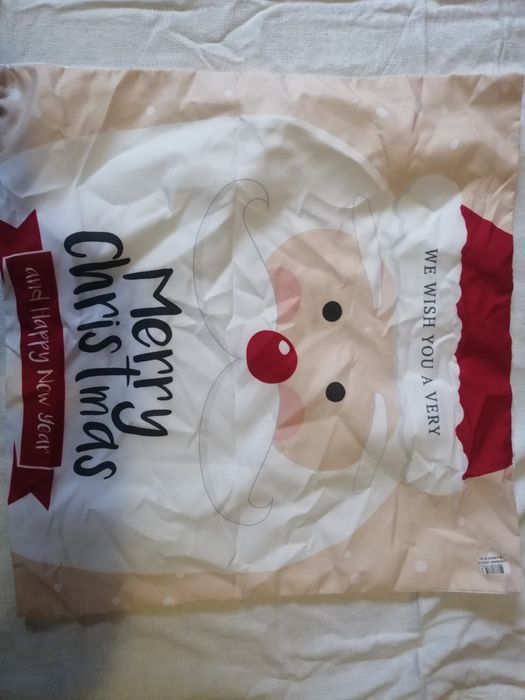 WE WISH YOU A VERY
Merry
Christmas
and Happy New Year